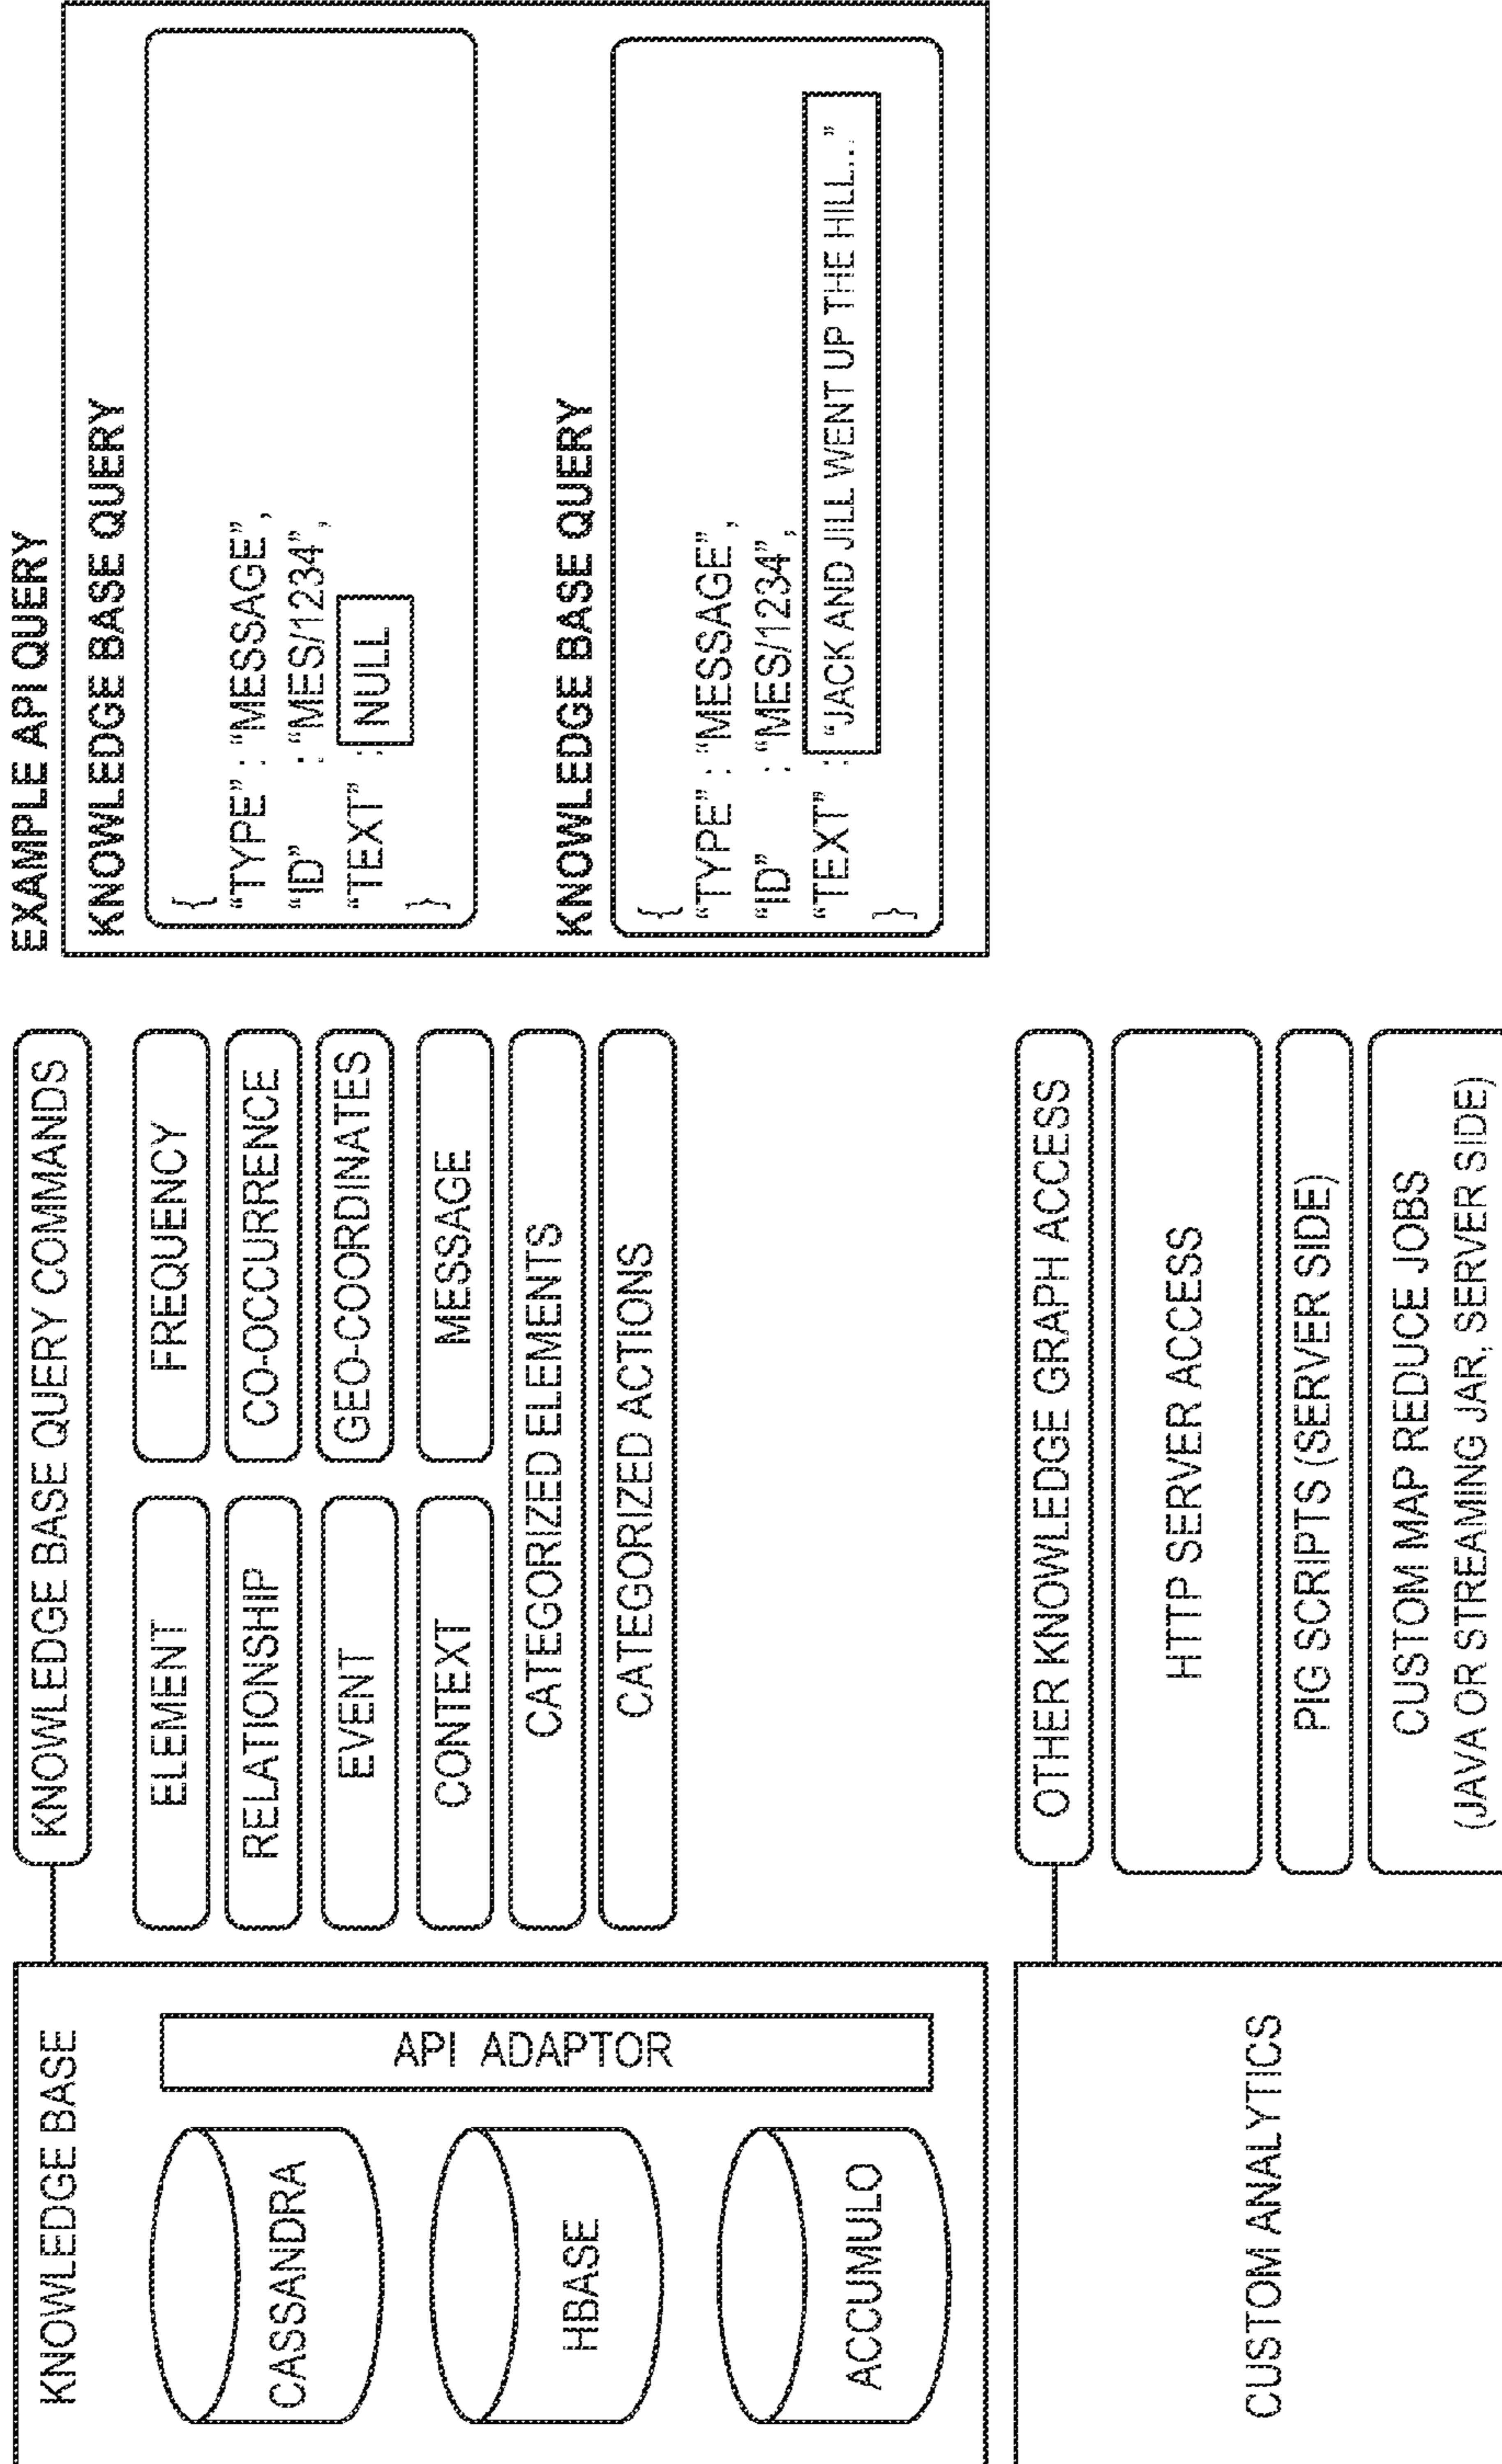 KNOWLEDGE BASE
CASSANDRA
HBASE
ACCUMULO
API ADAPTOR
KNOWLEDGE BASE QUERY COMMANDS
ELEMENT
FREQUENCY
RELATIONSHIP
CO-OCCURRENCE
EVENT
GEO-COORDINATES
CONTEXT
MESSAGE
CATEGORIZED ELEMENTS
CATEGORIZED ACTIONS
EXAMPLE API QUERY
KNOWLEDGE BASE QUERY
{
“TYPE” : “MESSAGE”,
“ID” : “MES/1234”,
“TEXT” : NULL
}
KNOWLEDGE BASE QUERY
{
“TYPE” : “MESSAGE”,
“ID” : “MES/1234”,
“TEXT” : “JACK AND JILL WENT UP THE HILL...”
}
CUSTOM ANALYTICS
OTHER KNOWLEDGE GRAPH ACCESS
HTTP SERVER ACCESS
PIG SCRIPTS (SERVER SIDE)
CUSTOM MAP REDUCE JOBS
(JAVA OR STREAMING JAR, SERVER SIDE)